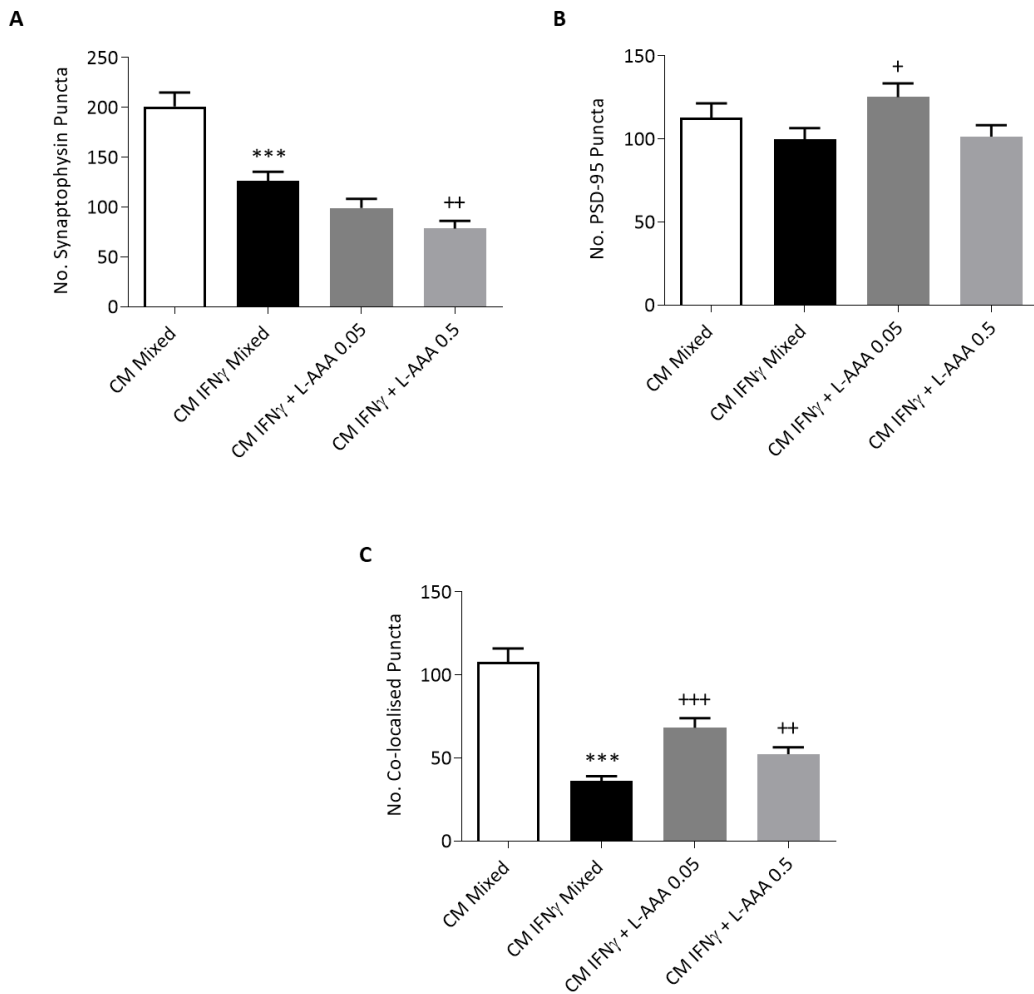 A
No. Synaptophysin Puncta
250
200
150
100
50
0
***
++
CM Mixed
CM IFNγ Mixed
CM IFNγ + L-AAA 0.05
CM IFNγ + L-AAA 0.5
B
No. PSD-95 Puncta
150
100
50
0
+
CM Mixed
CM IFNγ Mixed
CM IFNγ + L-AAA 0.05
CM IFNγ + L-AAA 0.5
C
No. Co-localised Puncta
150
100
50
0
***
+++
++
CM Mixed
CM IFNγ Mixed
CM IFNγ + L-AAA 0.05
CM IFNγ + L-AAA 0.5